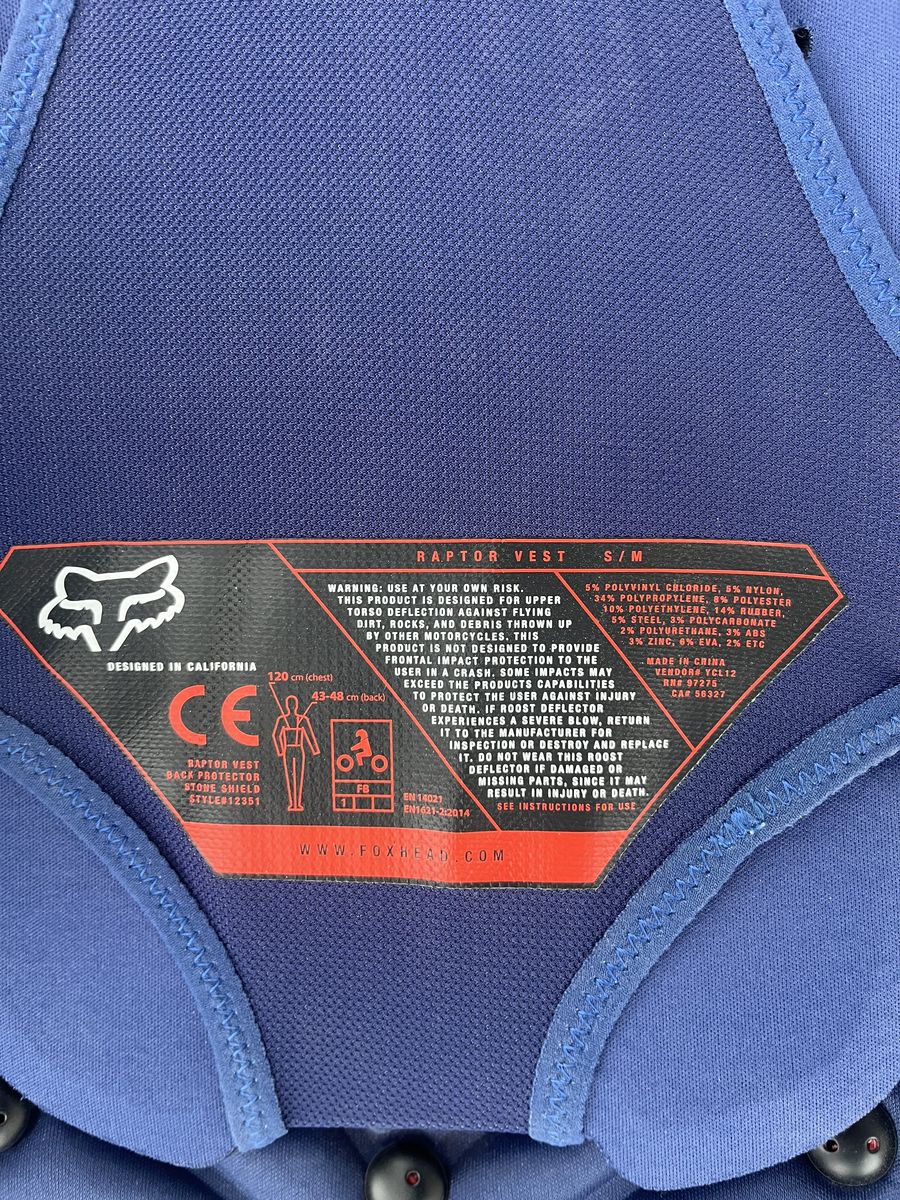 RAPTOR VEST S/M
DESIGNED IN CALIFORNIA
CE
RAPTOR VEST
BACK PROTECTOR
STONE SHIELD
STYLE#12351
120 cm (chest)
43-48 cm (back)
FB
1
EN 14021
EN1621-2:2014
WARNING: USE AT YOUR OWN RISK.
THIS PRODUCT IS DESIGNED FOR UPPER
TORSO DEFLECTION AGAINST FLYING
DIRT, ROCKS, AND DEBRIS THROWN UP
BY OTHER MOTORCYCLES. THIS
PRODUCT IS NOT DESIGNED TO PROVIDE
FRONTAL IMPACT PROTECTION TO THE
USER IN A CRASH. SOME IMPACTS MAY
EXCEED THE PRODUCTS CAPABILITIES
TO PROTECT THE USER AGAINST INJURY
OR DEATH. IF ROOST DEFLECTOR
EXPERIENCES A SEVERE BLOW, RETURN
IT TO THE MANUFACTURER FOR
INSPECTION OR DESTROY AND REPLACE
IT. DO NOT WEAR THIS ROOST
DEFLECTOR IF DAMAGED OR
MISSING PARTS, SINCE IT MAY
RESULT IN INJURY OR DEATH.
SEE INSTRUCTIONS FOR USE
5% POLYVINYL CHLORIDE, 5% NYLON,
34% POLYPROPYLENE, 8% POLYESTER
10% POLYETHYLENE, 14% RUBBER,
5% STEEL, 3% POLYCARBONATE
2% POLYURETHANE, 3% ABS
3% ZINC, 6% EVA, 2% ETC
MADE IN CHINA
VENDOR# YCL12
RN# 97275
CA# 56327
WWW.FOXHEAD.COM